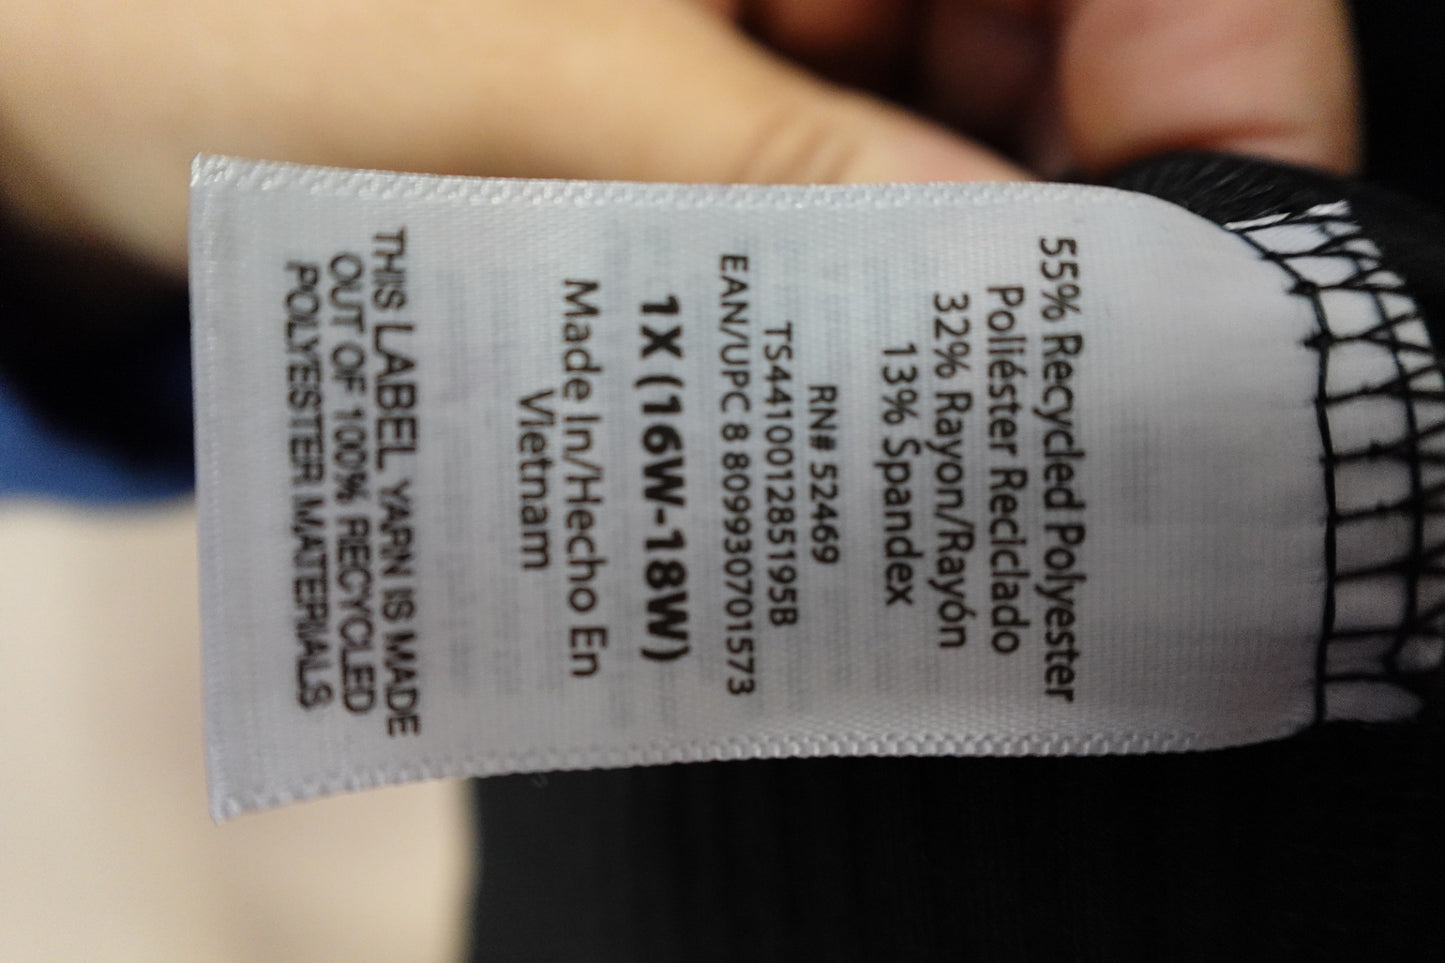 55% Recycled Polyester
Poliéster Reciclado
32% Rayon/Rayón
13% Spandex
RN# 52469
TS441001285195B
EAN/UPC 8 809930701573
1X (16W-18W)
Made In/Hecho En
Vietnam
THIS LABEL YARN IS MADE
OUT OF 100% RECYCLED
POLYESTER MATERIALS